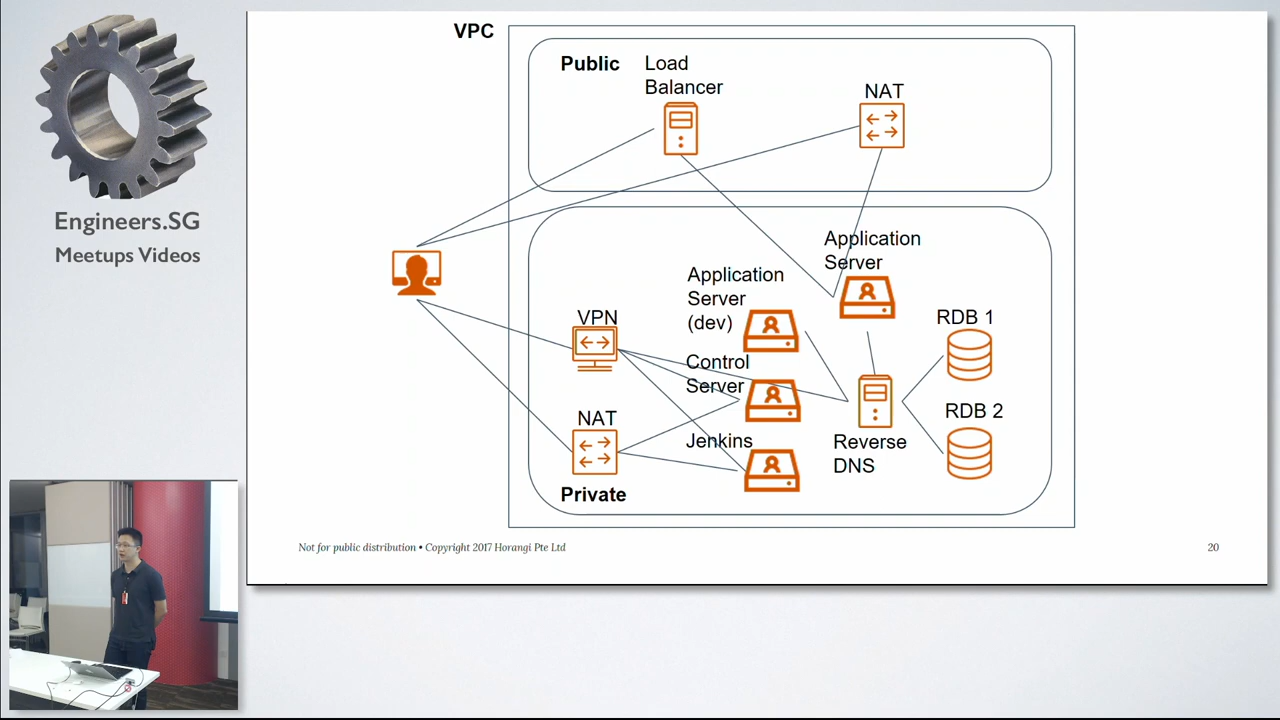 Engineers.SG
Meetups Videos
VPC
Public
Load
Balancer
NAT
Application
Server
Application
Server
(dev)
VPN
RDB 1
Control
Server
RDB 2
NAT
Jenkins
Reverse
DNS
Private
Not for public distribution • Copyright 2017 Horangi Pte Ltd
20